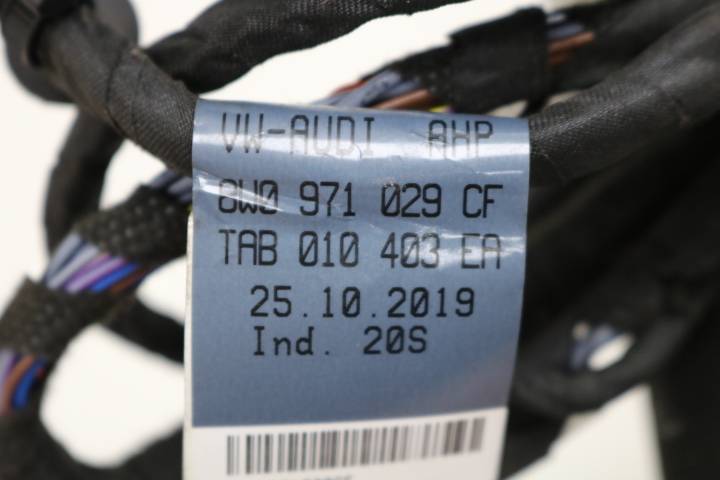 VW-AUDI AHP
8W0 971 029 CF
TAB 010 403 EA
25.10.2019
Ind. 20S